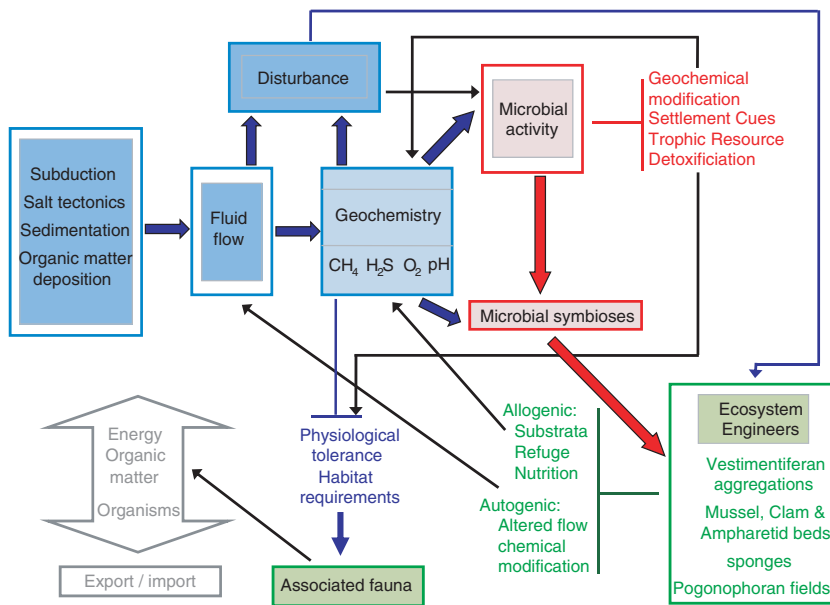 Disturbance
Subduction
Salt tectonics
Sedimentation
Organic matter
deposition
Fluid
flow
Geochemistry
CH4 H2S O2 pH
Microbial
activity
Geochemical
modification
Settlement Cues
Trophic Resource
Detoxificiation
Microbial symbioses
Energy
Organic
matter
Organisms
Export / import
Physiological
tolerance
Habitat
requirements
Associated fauna
Allogenic:
Substrata
Refuge
Nutrition
Autogenic:
Altered flow
chemical
modification
Ecosystem
Engineers
Vestimentiferan
aggregations
Mussel, Clam &
Ampharetid beds
sponges
Pogonophoran fields